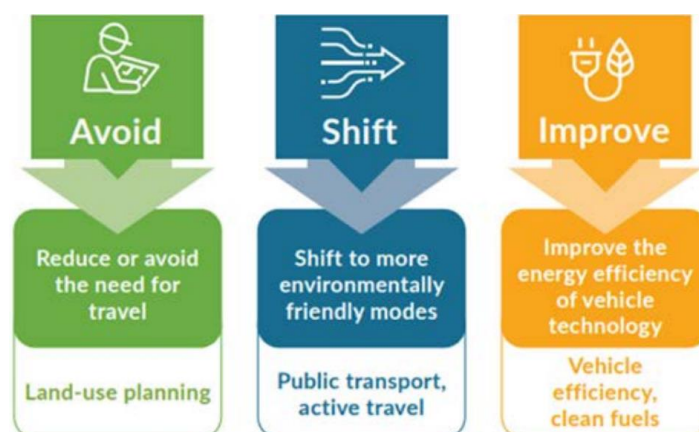 Avoid
Reduce or avoid
the need for
travel
Land-use planning
Shift
Shift to more
environmentally
friendly modes
Public transport,
active travel
Improve
Improve the
energy efficiency
of vehicle
technology
Vehicle
efficiency,
clean fuels